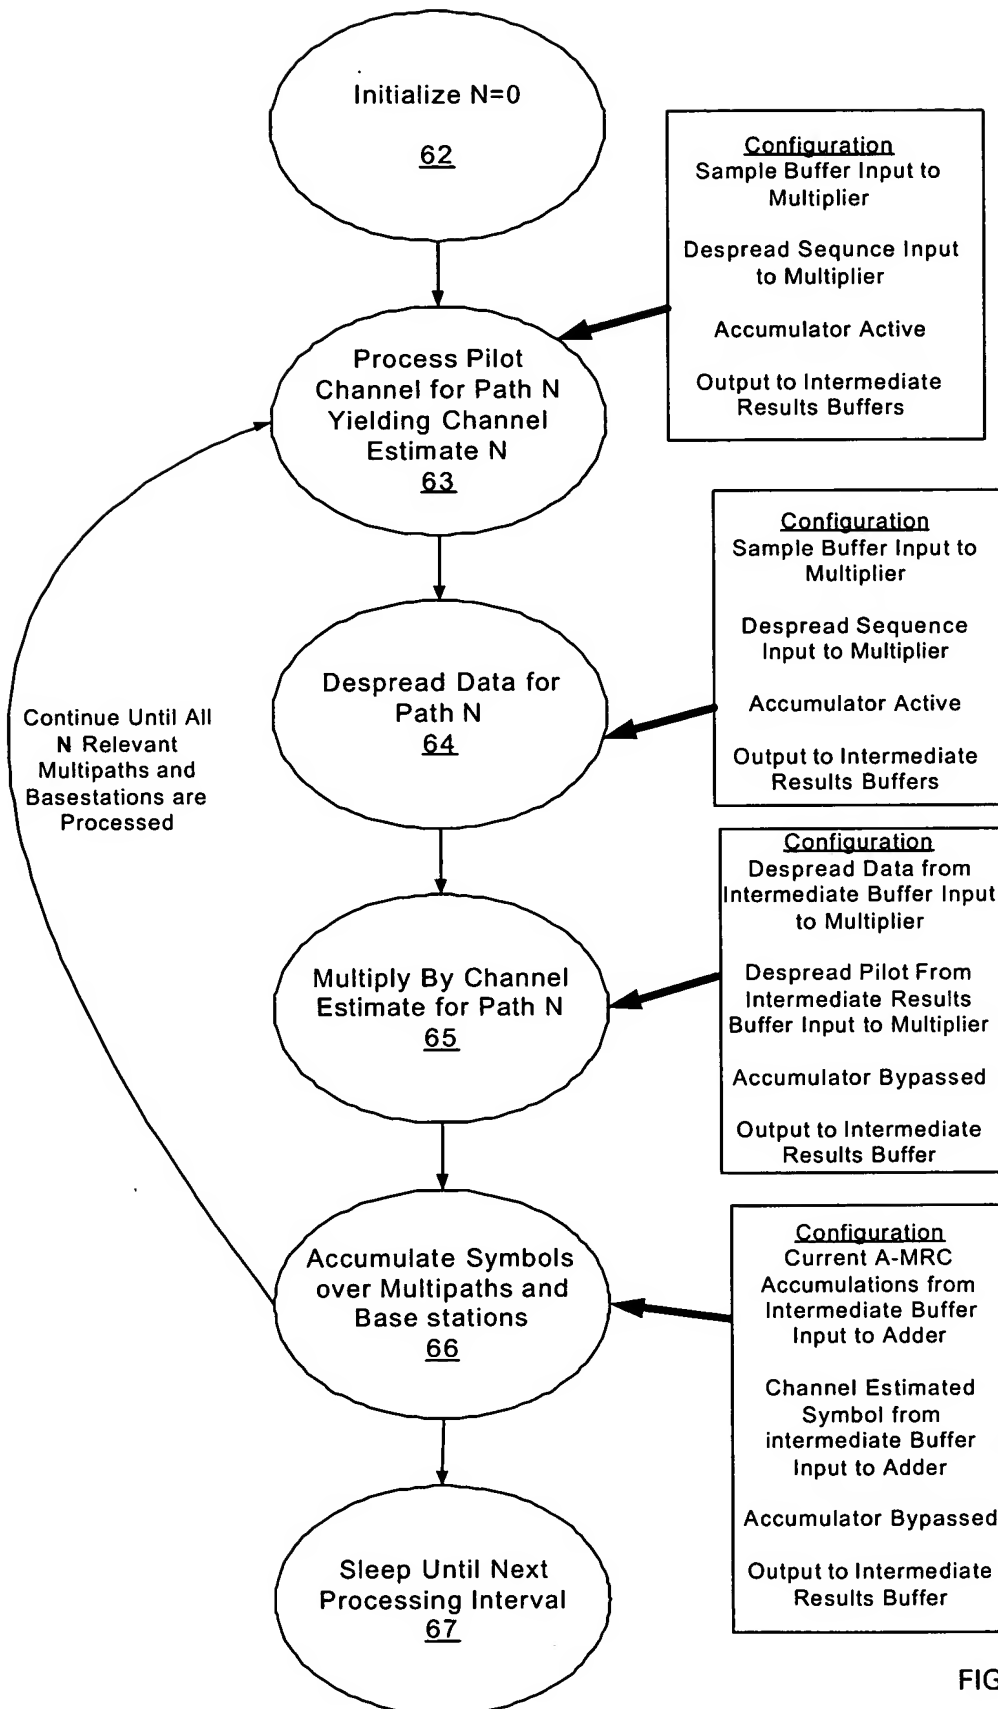 Initialize N=0
62
Configuration
Sample Buffer Input to
Multiplier
Despread Sequnce Input
to Multiplier
Accumulator Active
Output to Intermediate
Results Buffers
Process Pilot
Channel for Path N
Yielding Channel
Estimate N
63
Configuration
Sample Buffer Input to
Multiplier
Despread Sequence
Input to Multiplier
Accumulator Active
Output to Intermediate
Results Buffers
Despread Data for
Path N
64
Continue Until All
N Relevant
Multipaths and
Basestations are
Processed
Configuration
Despread Data from
Intermediate Buffer Input
to Multiplier
Despread Pilot From
Intermediate Results
Buffer Input to Multiplier
Accumulator Bypassed
Output to Intermediate
Results Buffer
Multiply By Channel
Estimate for Path N
65
Configuration
Current A-MRC
Accumulations from
Intermediate Buffer
Input to Adder
Channel Estimated
Symbol from
intermediate Buffer
Input to Adder
Accumulator Bypassed
Output to Intermediate
Results Buffer
Accumulate Symbols
over Multipaths and
Base stations
66
Sleep Until Next
Processing Interval
67
FIG